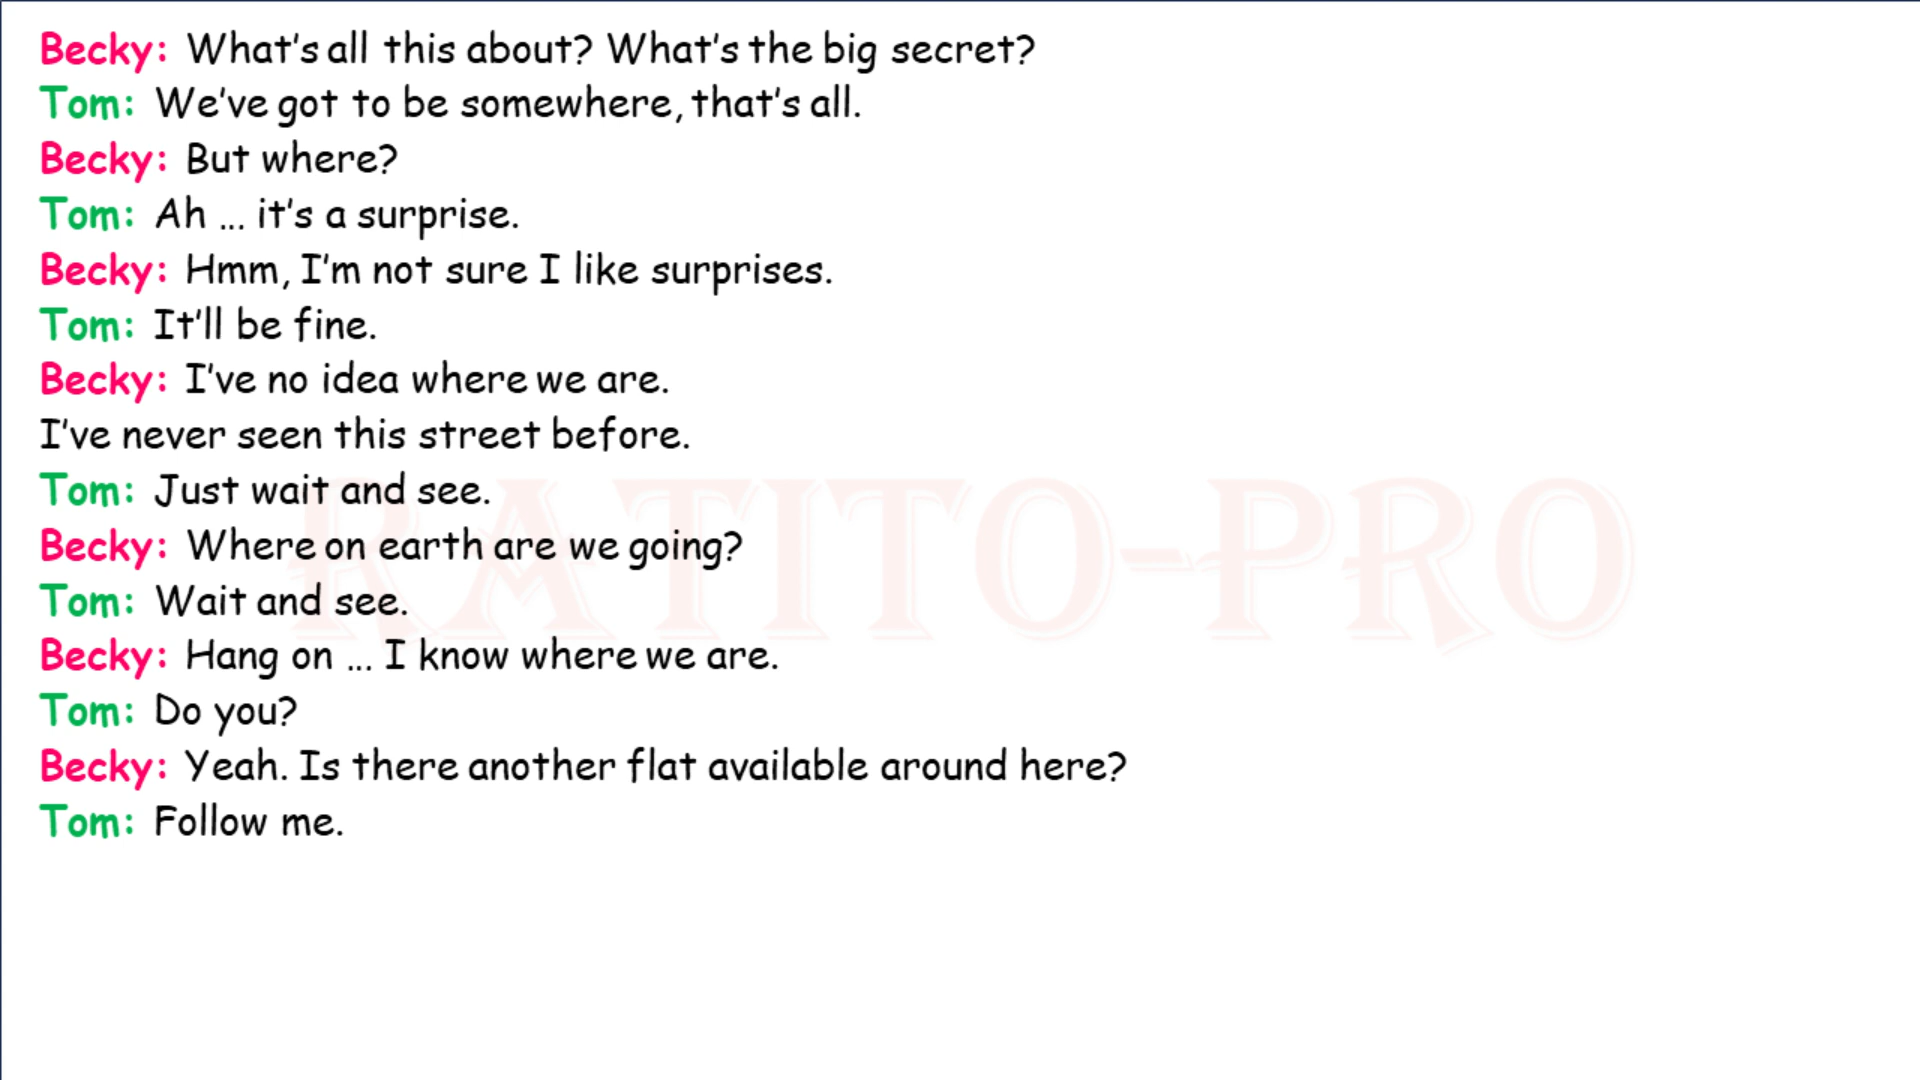 Becky: What's all this about? What's the big secret?
Tom: We've got to be somewhere, that's all.
Becky: But where?
Tom: Ah ... it's a surprise.
Becky: Hmm, I'm not sure I like surprises.
Tom: It'll be fine.
Becky: I've no idea where we are.
I've never seen this street before.
Tom: Just wait and see.
Becky: Where on earth are we going?
Tom: Wait and see.
Becky: Hang on ... I know where we are.
Tom: Do you?
Becky: Yeah. Is there another flat available around here?
Tom: Follow me.
RATITO-PRO